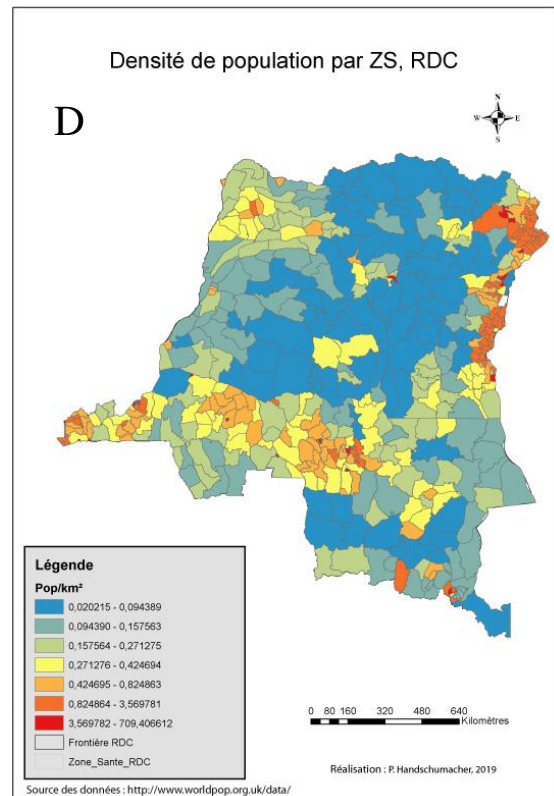 Densité de population par ZS, RDC
D
N
W E
S
Légende
Pop/km²
0,020215 - 0,094389
0,094390 - 0,157563
0,157564 - 0,271275
0,271276 - 0,424694
0,424695 - 0,824863
0,824864 - 3,569781
3,569782 - 709,406612
Frontière RDC
Zone_Sante_RDC
0 80 160 320 480 640
Kilomètres
Réalisation : P. Handschumacher, 2019
Source des données : http://www.worldpop.org.uk/data/